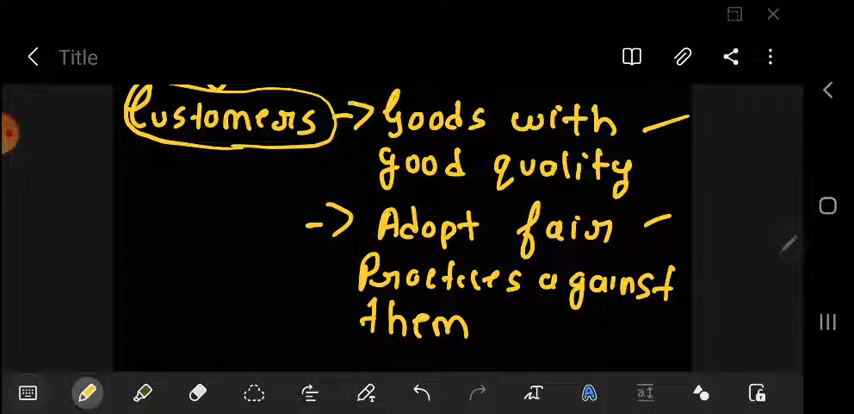 Title
Customers -> Goods with -
good quality
-> Adopt fair -
Practices against
them